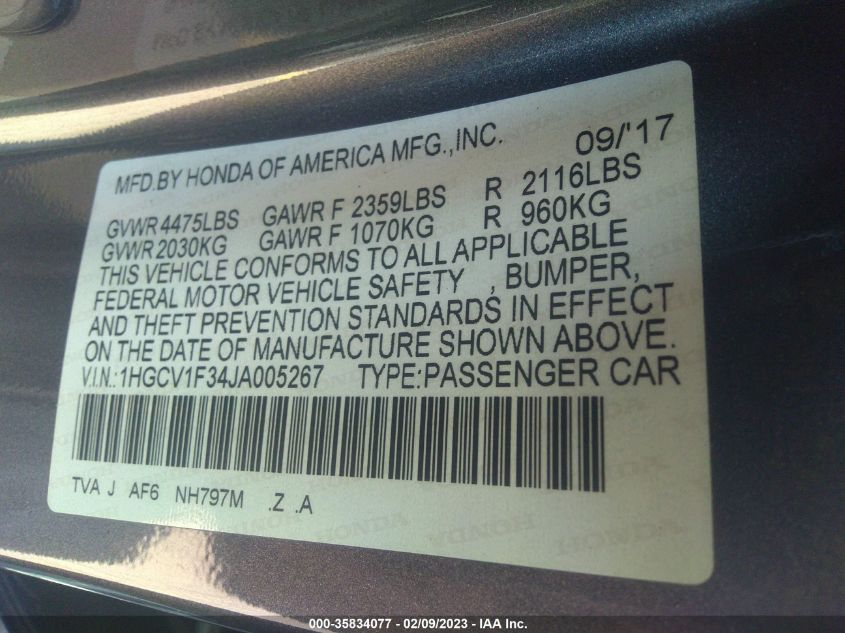 MFD.BY HONDA OF AMERICA MFG.,INC. 09/'17
GVWR 4475LBS GAWR F 2359LBS R 2116LBS
GVWR 2030KG GAWR F 1070KG R 960KG
THIS VEHICLE CONFORMS TO ALL APPLICABLE
FEDERAL MOTOR VEHICLE SAFETY , BUMPER,
AND THEFT PREVENTION STANDARDS IN EFFECT
ON THE DATE OF MANUFACTURE SHOWN ABOVE.
V.I.N.:1HGCV1F34JA005267 TYPE:PASSENGER CAR
TVA J AF6 NH797M .Z .A
000-35834077 - 02/09/2023 - IAA Inc.